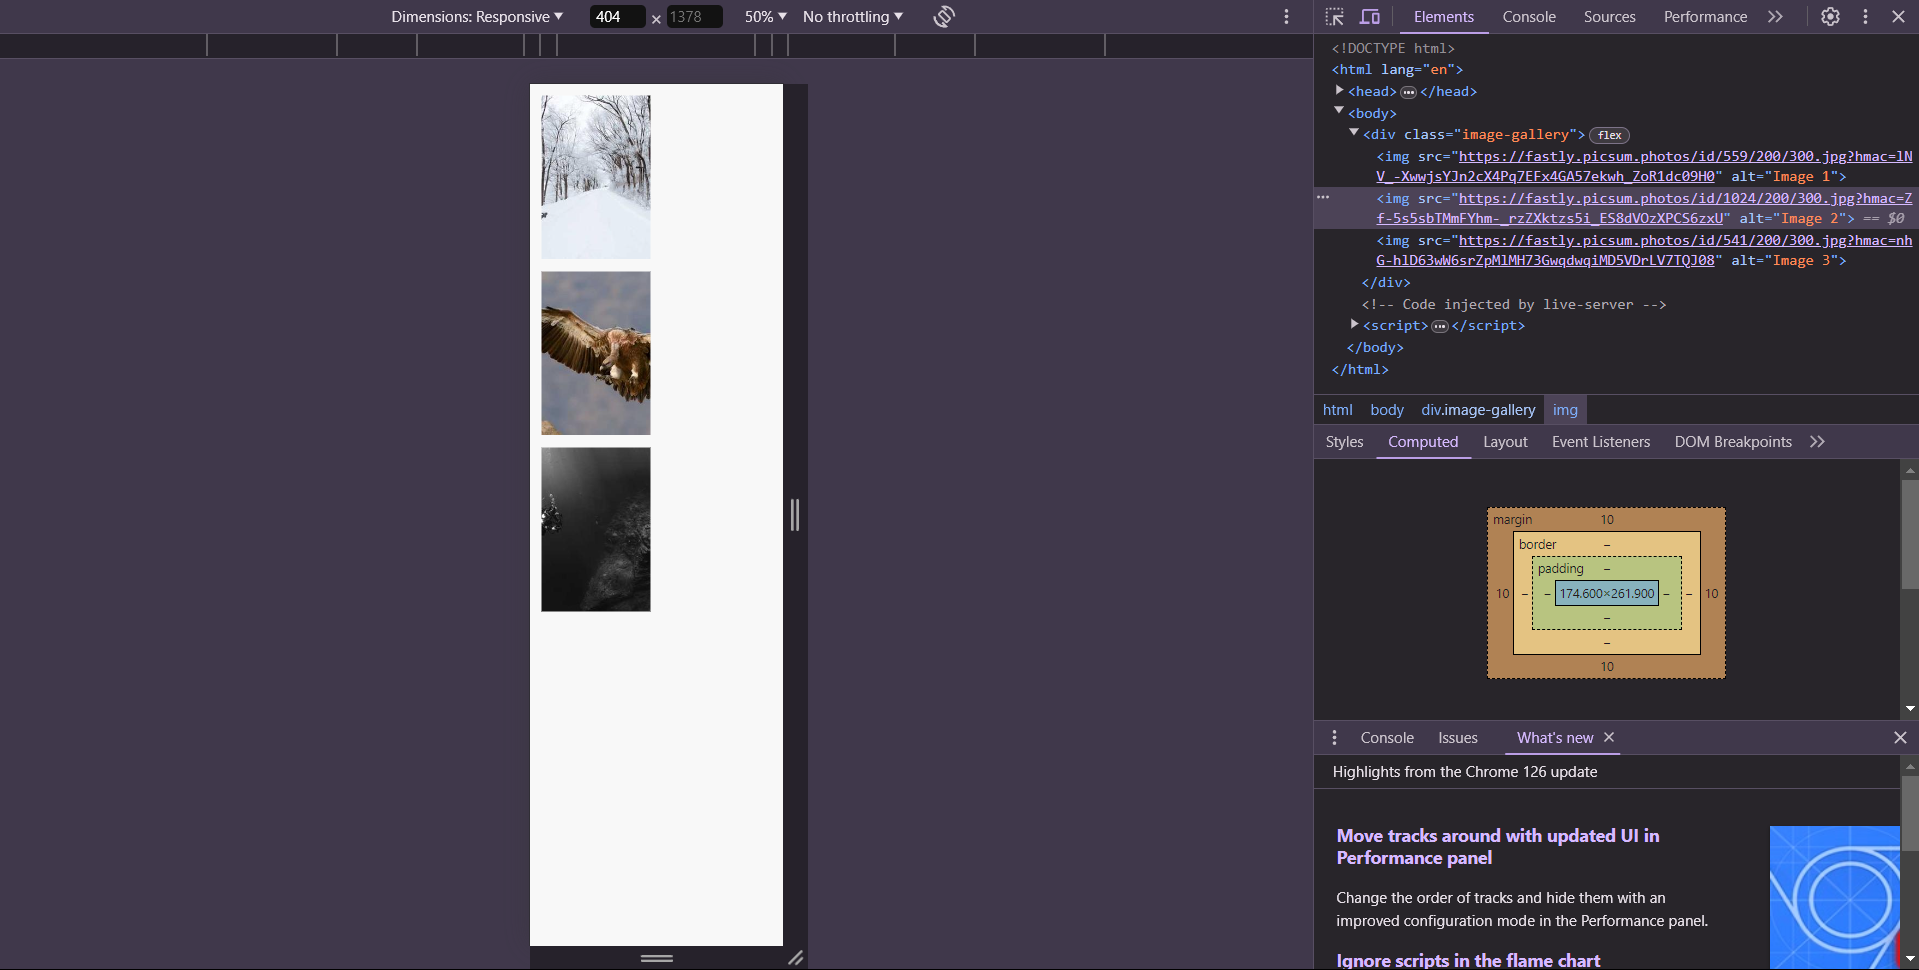 Dimensions: Responsive 404 × 1378 50% No throttling
Elements Console Sources Performance
<!DOCTYPE html>
<html lang="en">
<head> ••• </head>
<body>
<div class="image-gallery"> flex
<img src="https://fastly.picsum.photos/id/559/200/300.jpg?hmac=lN
V_-XwwjsYJn2cX4Pq7EFx4GA57ekwh_ZoR1dc09H0" alt="Image 1">
<img src="https://fastly.picsum.photos/id/1024/200/300.jpg?hmac=Z
f-5s5sbTMmFYhm-_rzZXktzs5i_ES8dVOzXPCS6zxU" alt="Image 2"> == $0
<img src="https://fastly.picsum.photos/id/541/200/300.jpg?hmac=nh
G-hlD63wW6srZpMlMH73GwqdwqiMD5VDrLV7TQJ08" alt="Image 3">
</div>
<!-- Code injected by live-server -->
<script> ••• </script>
</body>
</html>
html body div.image-gallery img
Styles Computed Layout Event Listeners DOM Breakpoints
margin 10
border –
padding –
10 – – 174.600×261.900 – – 10
–
–
10
Console Issues What's new
Highlights from the Chrome 126 update
Move tracks around with updated UI in
Performance panel
Change the order of tracks and hide them with an
improved configuration mode in the Performance panel.
Ignore scripts in the flame chart